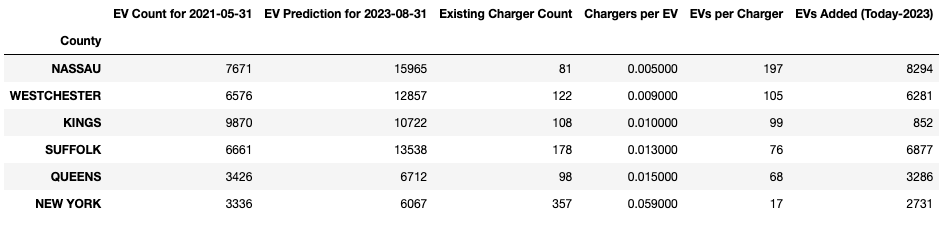 EV Count for 2021-05-31 EV Prediction for 2023-08-31 Existing Charger Count Chargers per EV EVs per Charger EVs Added (Today-2023)
County
NASSAU 7671 15965 81 0.005000 197 8294
WESTCHESTER 6576 12857 122 0.009000 105 6281
KINGS 9870 10722 108 0.010000 99 852
SUFFOLK 6661 13538 178 0.013000 76 6877
QUEENS 3426 6712 98 0.015000 68 3286
NEW YORK 3336 6067 357 0.059000 17 2731